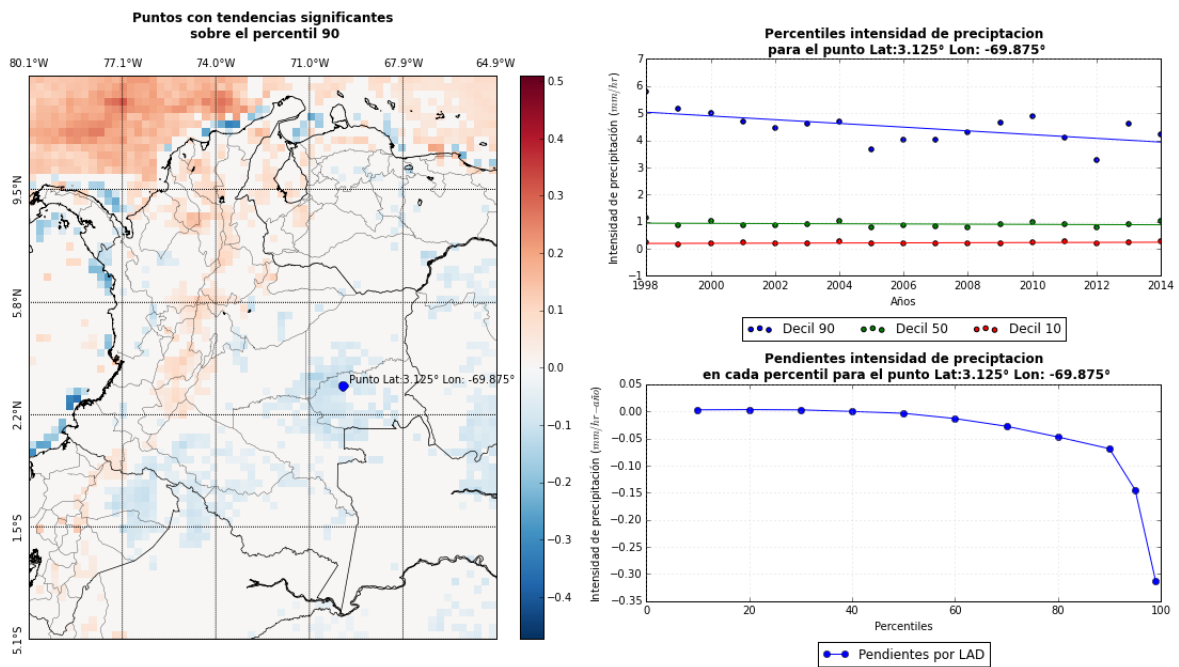 Puntos con tendencias significantes
sobre el percentil 90
80.1°W 77.1°W 74.0°W 71.0°W 67.9°W 64.9°W
9.5°N
5.8°N
2.2°N
1.5°S
5.1°S
Punto Lat:3.125° Lon: -69.875°
0.5
0.4
0.3
0.2
0.1
0.0
−0.1
−0.2
−0.3
−0.4
Percentiles intensidad de precipitacion
para el punto Lat:3.125° Lon: -69.875°
Intensidad de precipitación (mm/hr)
7
6
5
4
3
2
1
0
−1
1998 2000 2002 2004 2006 2008 2010 2012 2014
Años
Decil 90 Decil 50 Decil 10
Pendientes intensidad de preciptacion
en cada percentil para el punto Lat:3.125° Lon: -69.875°
Intensidad de precipitación (mm/hr−año)
0.05
0.00
−0.05
−0.10
−0.15
−0.20
−0.25
−0.30
−0.35
0 20 40 60 80 100
Percentiles
Pendientes por LAD